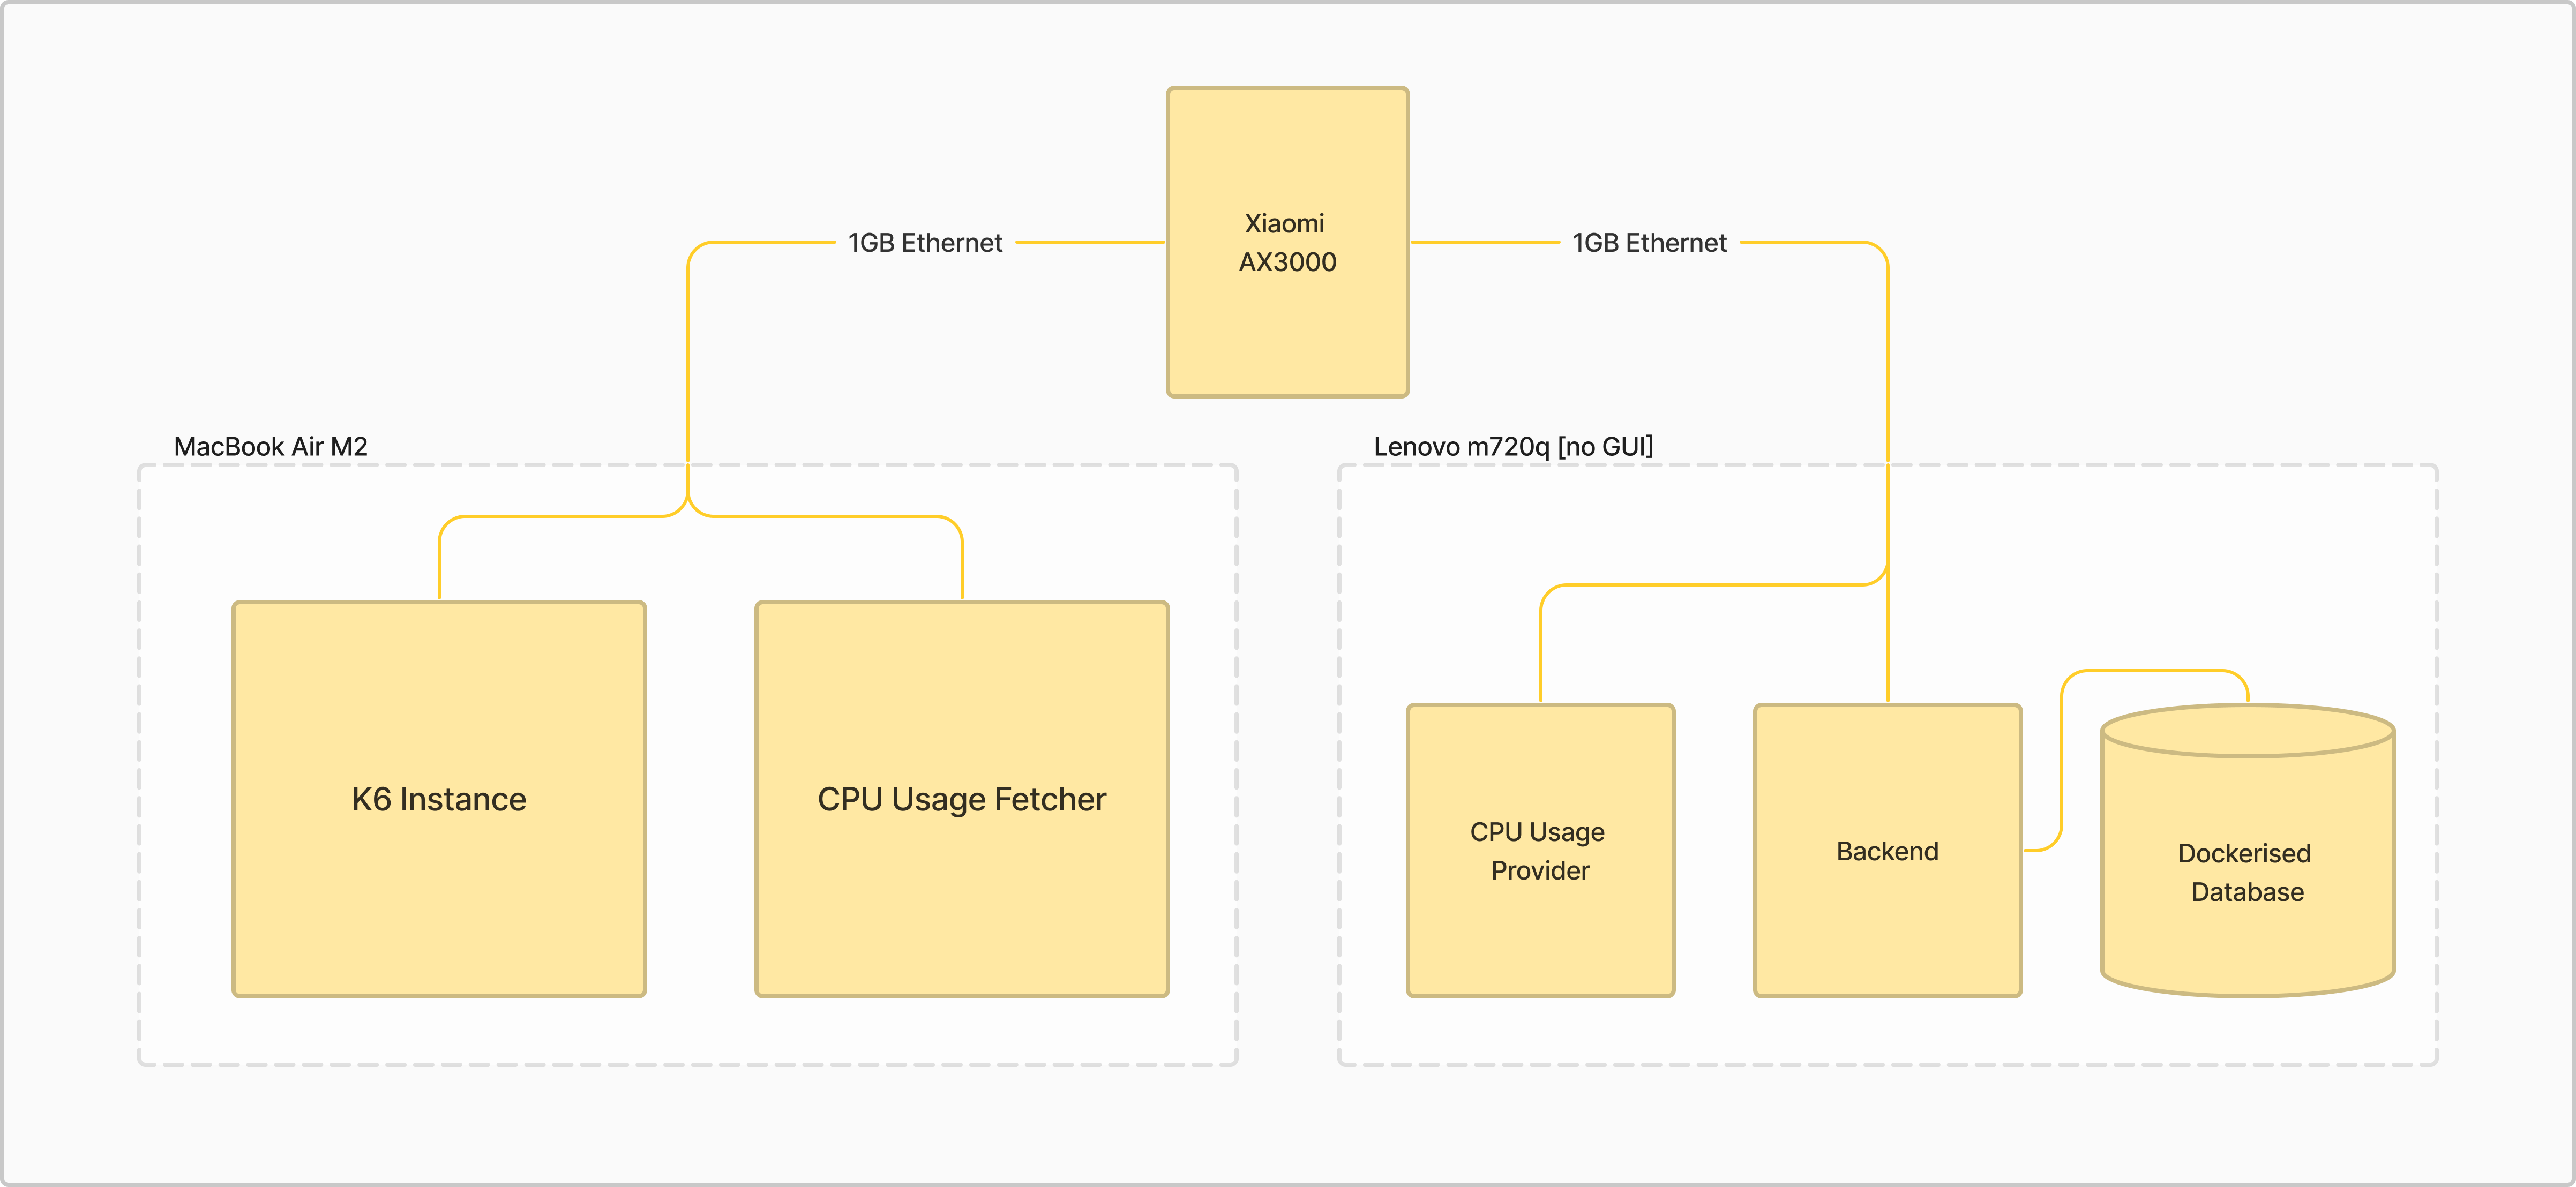 Xiaomi
AX3000
1GB Ethernet
1GB Ethernet
MacBook Air M2
Lenovo m720q [no GUI]
K6 Instance
CPU Usage Fetcher
CPU Usage
Provider
Backend
Dockerised
Database